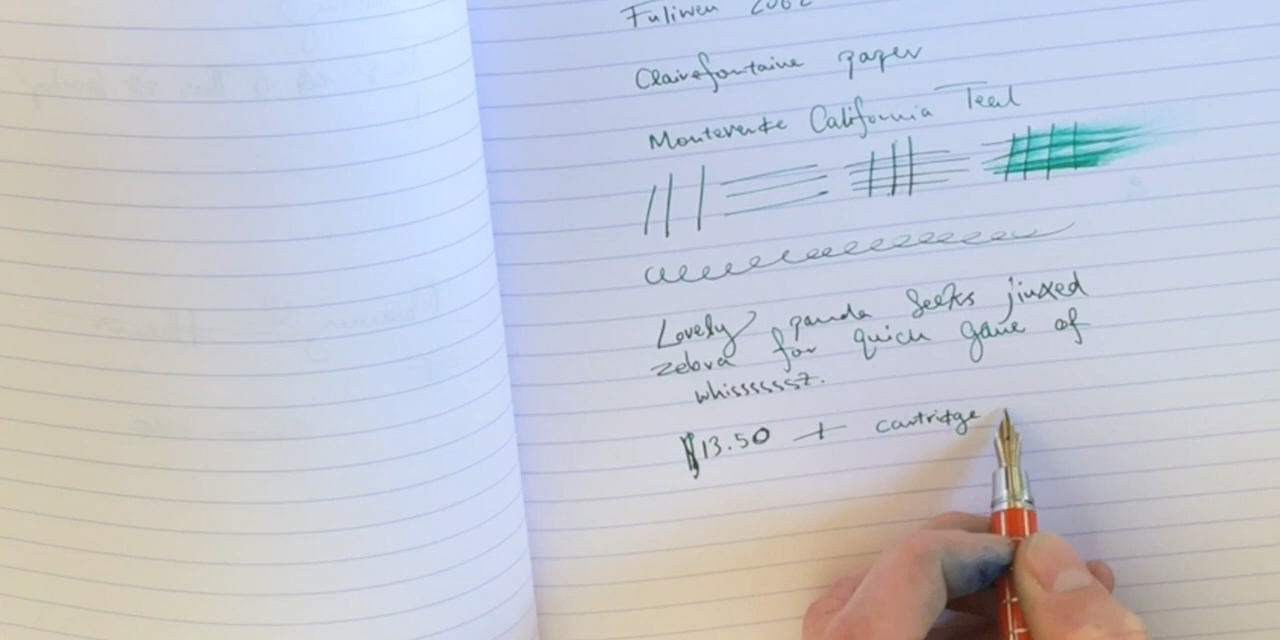 Fuliwen 2062
Clairefontaine paper
Monteverde California Teal
Lovely panda seeks jinxed
zebra for quick game of
whisssssst.
$13.50 + cartridge